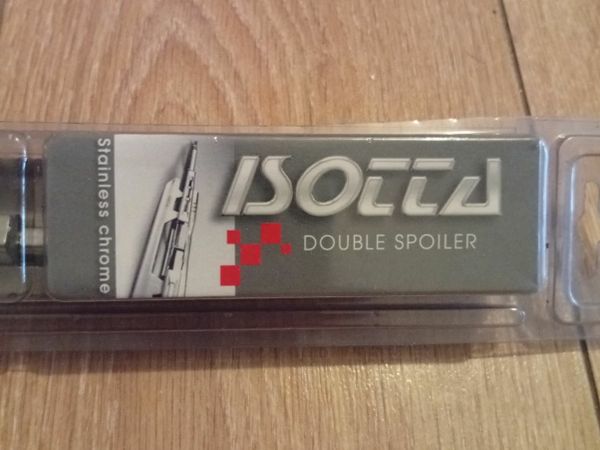 Stainless chrome
ISOTTA
DOUBLE SPOILER